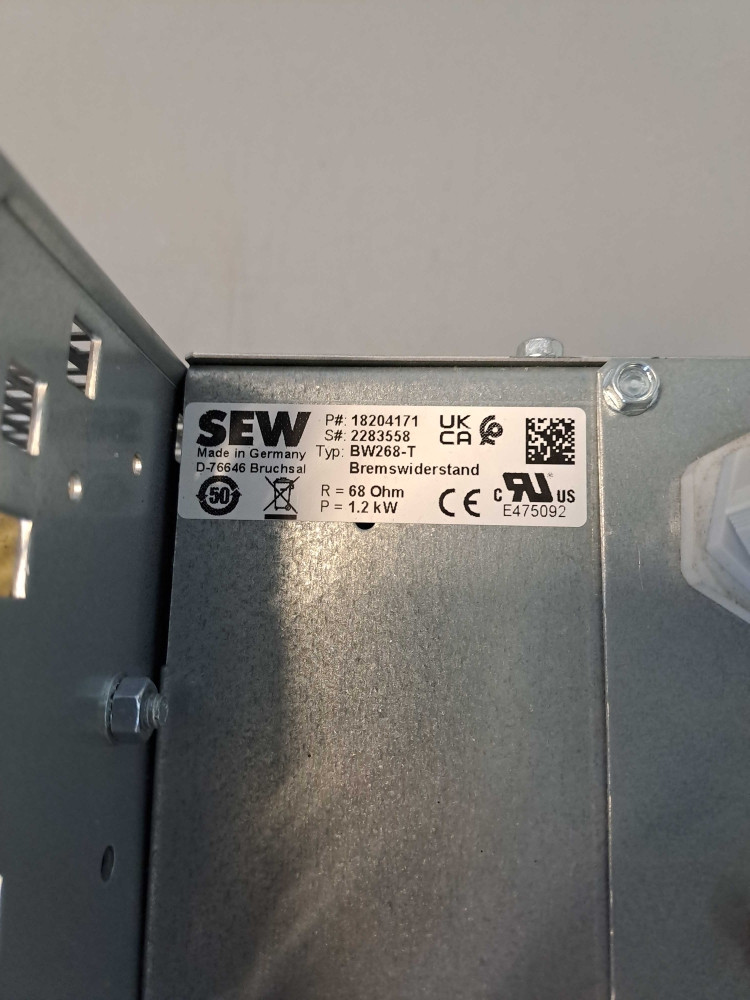 SEW
Made in Germany
D-76646 Bruchsal
P#: 18204171
S#: 2283558
Typ: BW268-T
Bremswiderstand
R = 68 Ohm
P = 1.2 kW
UK
CA
50
CE
c RU US
E475092